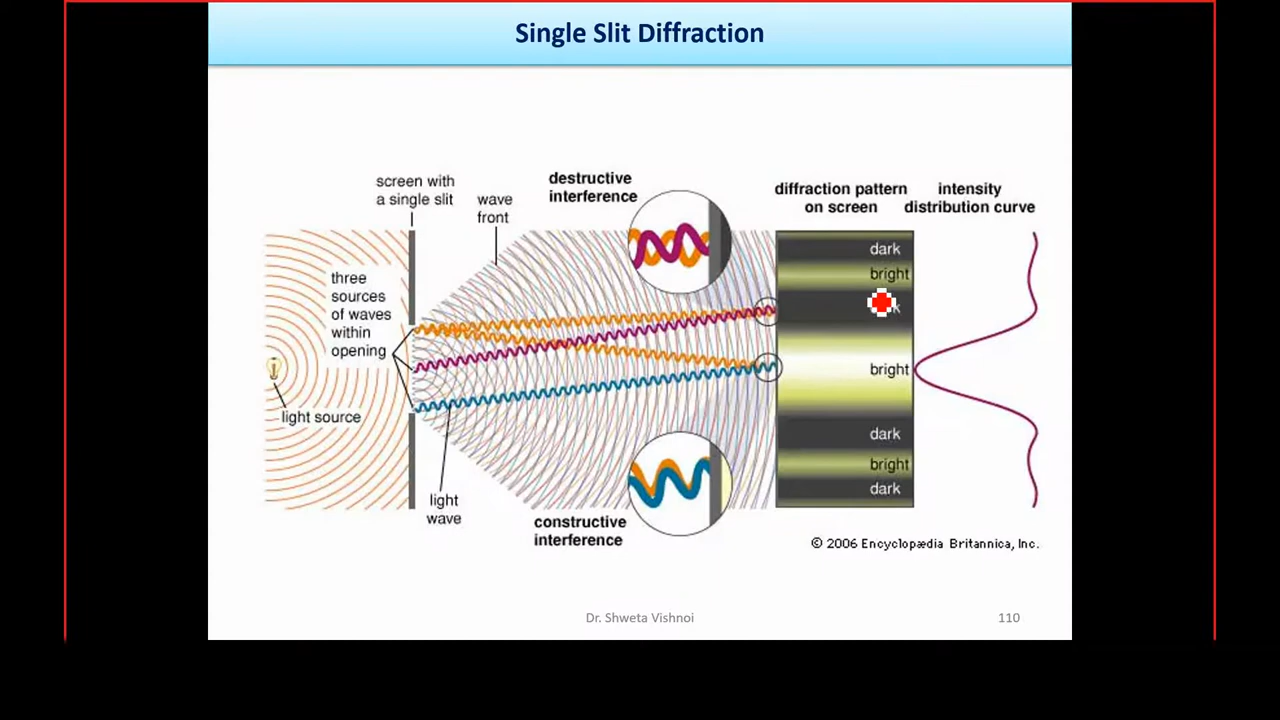 Single Slit Diffraction
screen with
a single slit
wave
front
destructive
interference
diffraction pattern
on screen
intensity
distribution curve
three
sources
of waves
within
opening
light source
light
wave
constructive
interference
dark
bright
bright
dark
bright
dark
© 2006 Encyclopædia Britannica, Inc.
Dr. Shweta Vishnoi
110